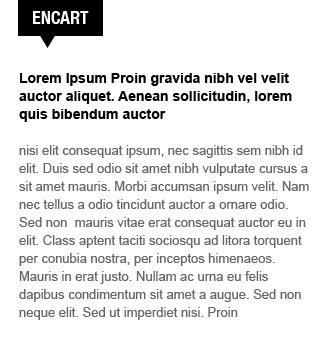 ENCART
Lorem Ipsum Proin gravida nibh vel velit
auctor aliquet. Aenean sollicitudin, lorem
quis bibendum auctor
nisi elit consequat ipsum, nec sagittis sem nibh id
elit. Duis sed odio sit amet nibh vulputate cursus a
sit amet mauris. Morbi accumsan ipsum velit. Nam
nec tellus a odio tincidunt auctor a ornare odio.
Sed non  mauris vitae erat consequat auctor eu in
elit. Class aptent taciti sociosqu ad litora torquent
per conubia nostra, per inceptos himenaeos.
Mauris in erat justo. Nullam ac urna eu felis
dapibus condimentum sit amet a augue. Sed non
neque elit. Sed ut imperdiet nisi. Proin